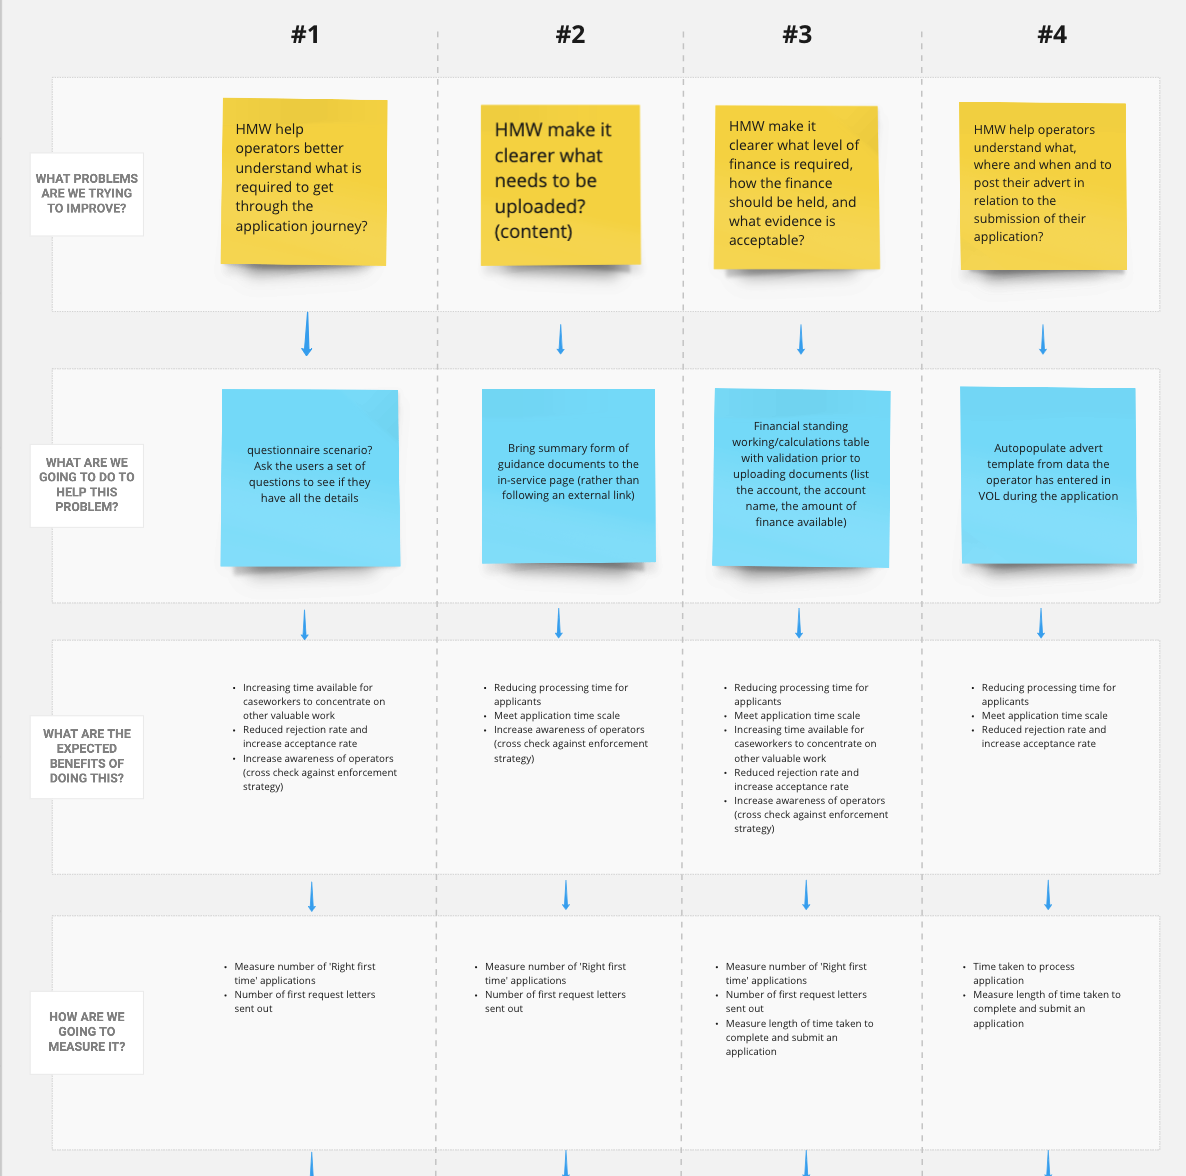 #1
#2
#3
#4
WHAT PROBLEMS
ARE WE TRYING
TO IMPROVE?
HMW help
operators better
understand what is
required to get
through the
application journey?
HMW make it
clearer what
needs to be
uploaded?
(content)
HMW make it
clearer what level of
finance is required,
how the finance
should be held, and
what evidence is
acceptable?
HMW help operators
understand what,
where and when and to
post their advert in
relation to the
submission of their
application?
WHAT ARE WE
GOING TO DO TO
HELP THIS
PROBLEM?
questionnaire scenario?
Ask the users a set of
questions to see if they
have all the details
Bring summary form of
guidance documents to the
in-service page (rather than
following an external link)
Financial standing
working/calculations table
with validation prior to
uploading documents (list
the account, the account
name, the amount of
finance available)
Autopopulate advert
template from data the
operator has entered in
VOL during the application
WHAT ARE THE
EXPECTED
BENEFITS OF
DOING THIS?
• Increasing time available for
caseworkers to concentrate on
other valuable work
• Reduced rejection rate and
increase acceptance rate
• Increase awareness of operators
(cross check against enforcement
strategy)
• Reducing processing time for
applicants
• Meet application time scale
• Increase awareness of operators
(cross check against enforcement
strategy)
• Reducing processing time for
applicants
• Meet application time scale
• Increasing time available for
caseworkers to concentrate on
other valuable work
• Reduced rejection rate and
increase acceptance rate
• Increase awareness of operators
(cross check against enforcement
strategy)
• Reducing processing time for
applicants
• Meet application time scale
• Reduced rejection rate and
increase acceptance rate
HOW ARE WE
GOING TO
MEASURE IT?
• Measure number of 'Right first
time' applications
• Number of first request letters
sent out
• Measure number of 'Right first
time' applications
• Number of first request letters
sent out
• Measure number of 'Right first
time' applications
• Number of first request letters
sent out
• Measure length of time taken to
complete and submit an
application
• Time taken to process
application
• Measure length of time taken to
complete and submit an
application